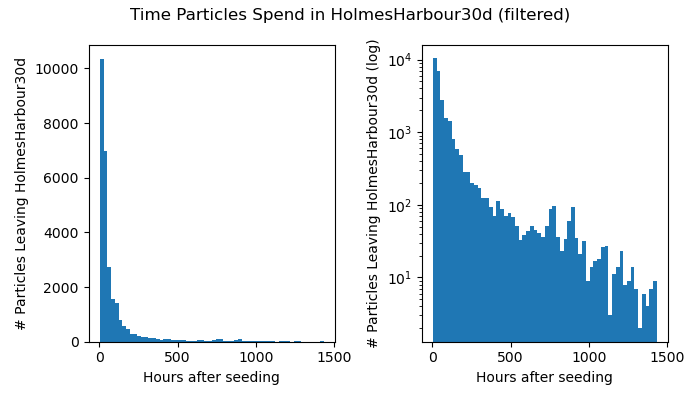 Time Particles Spend in HolmesHarbour30d (filtered)
# Particles Leaving HolmesHarbour30d
10000
8000
6000
4000
2000
0
0 500 1000 1500
Hours after seeding
# Particles Leaving HolmesHarbour30d (log)
10⁴
10³
10²
10¹
0 500 1000 1500
Hours after seeding